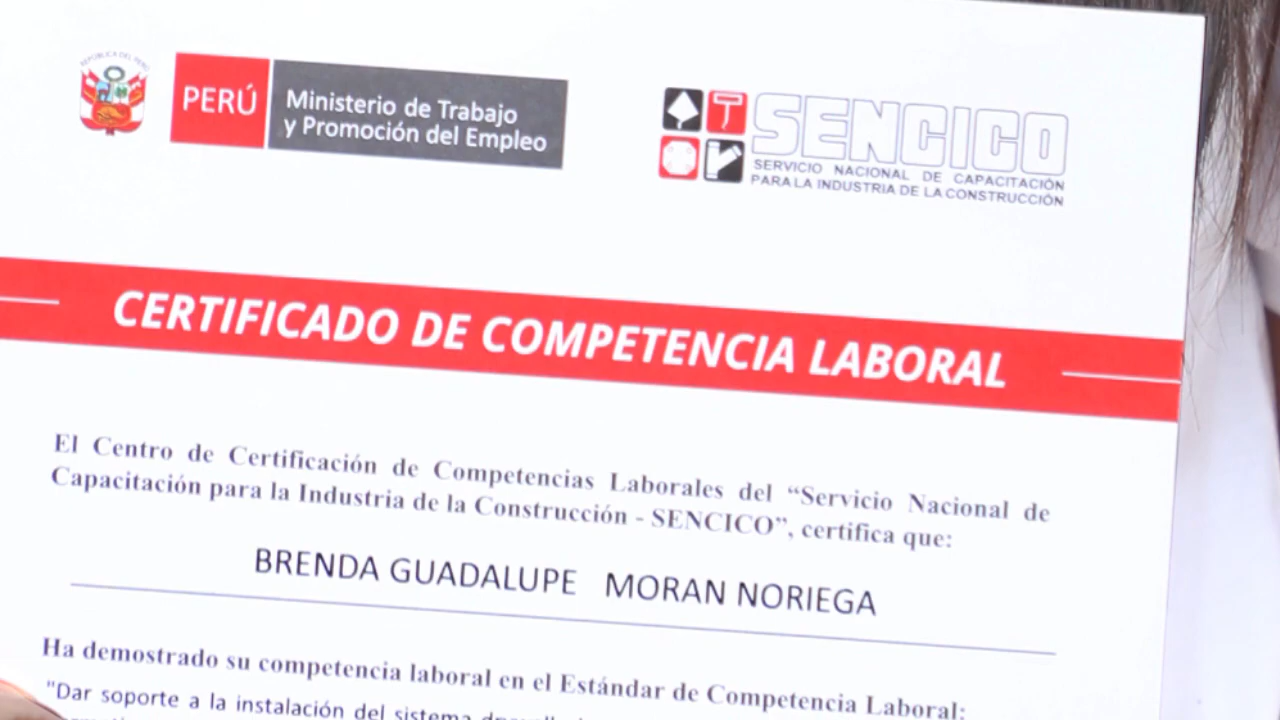 REPÚBLICA DEL PERÚ
PERÚ
Ministerio de Trabajo
y Promoción del Empleo
SENCICO
SERVICIO NACIONAL DE CAPACITACIÓN
PARA LA INDUSTRIA DE LA CONSTRUCCIÓN
CERTIFICADO DE COMPETENCIA LABORAL
El Centro de Certificación de Competencias Laborales del “Servicio Nacional de
Capacitación para la Industria de la Construcción - SENCICO”, certifica que:
BRENDA GUADALUPE MORAN NORIEGA
Ha demostrado su competencia laboral en el Estándar de Competencia Laboral:
"Dar soporte a la instalación del sistema